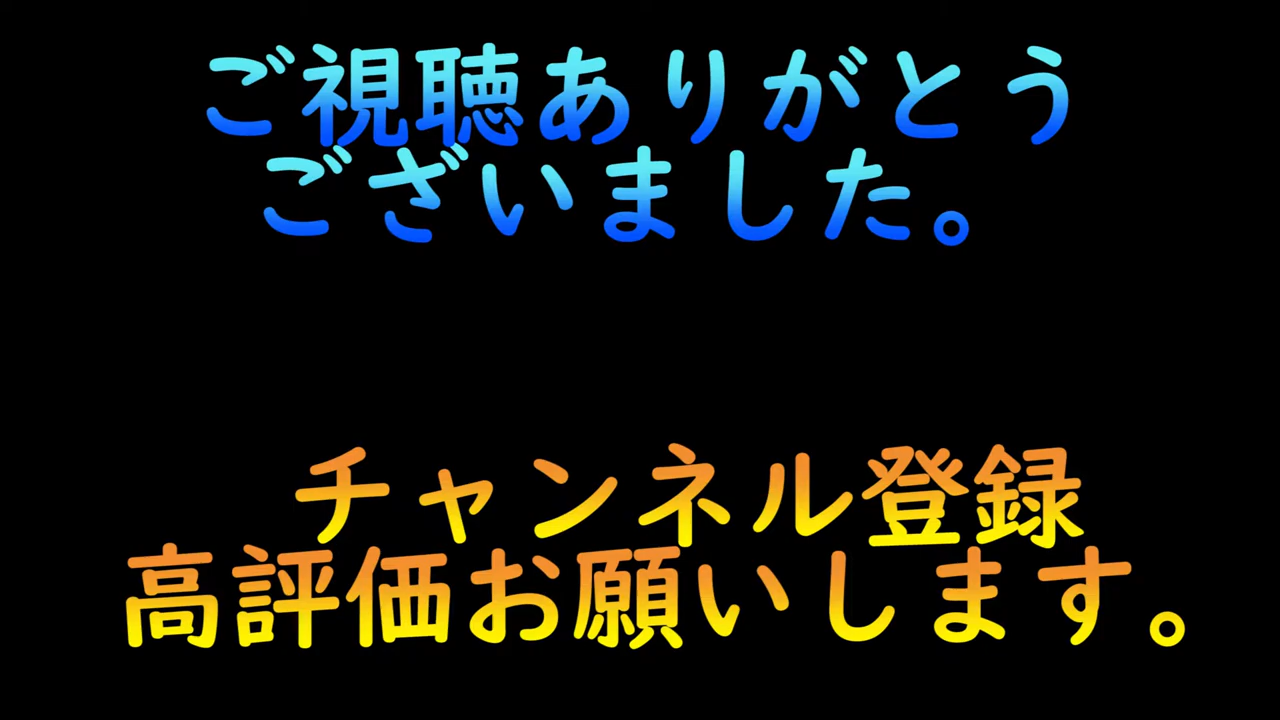 ご視聴ありがとう
ございました。
チャンネル登録
高評価お願いします。